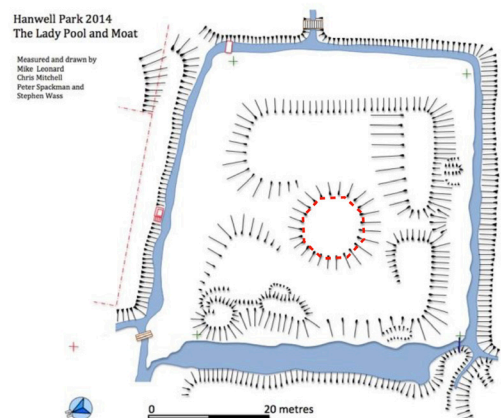 Hanwell Park 2014
The Lady Pool and Moat
Measured and drawn by
Mike Leonard
Chris Mitchell
Peter Spackman and
Stephen Wass
0 20 metres